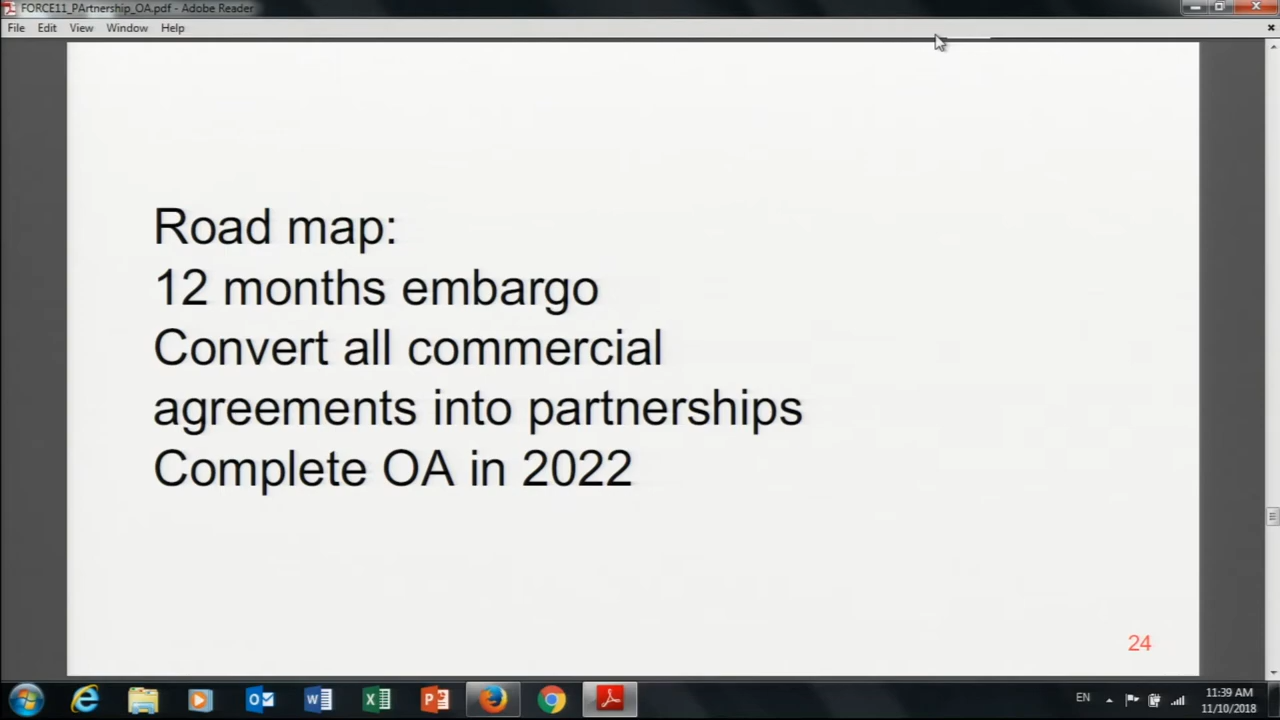 FORCE11_PArtnership_OA.pdf - Adobe Reader
File Edit View Window Help
Road map:
12 months embargo
Convert all commercial
agreements into partnerships
Complete OA in 2022
24
EN
11:39 AM
11/10/2018